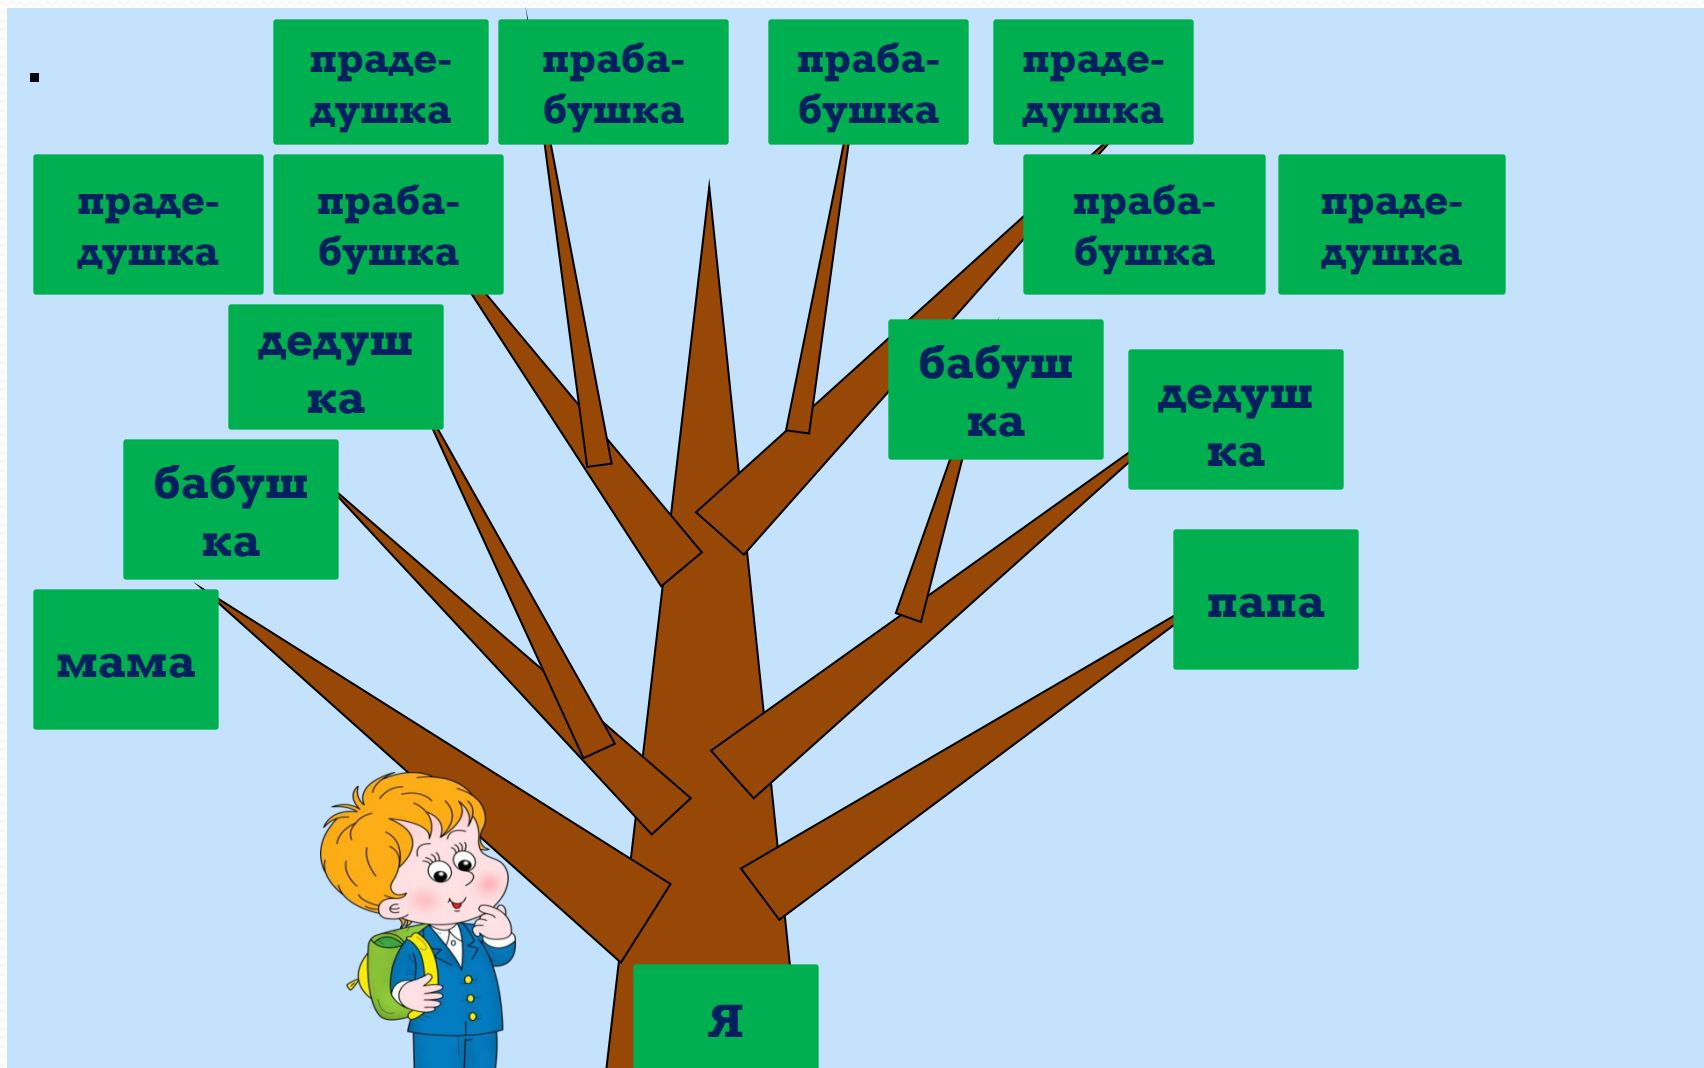 праде-
душка
праба-
бушка
праба-
бушка
праде-
душка
праде-
душка
праба-
бушка
праба-
бушка
праде-
душка
дедуш
ка
бабуш
ка
дедуш
ка
бабуш
ка
папа
мама
Я